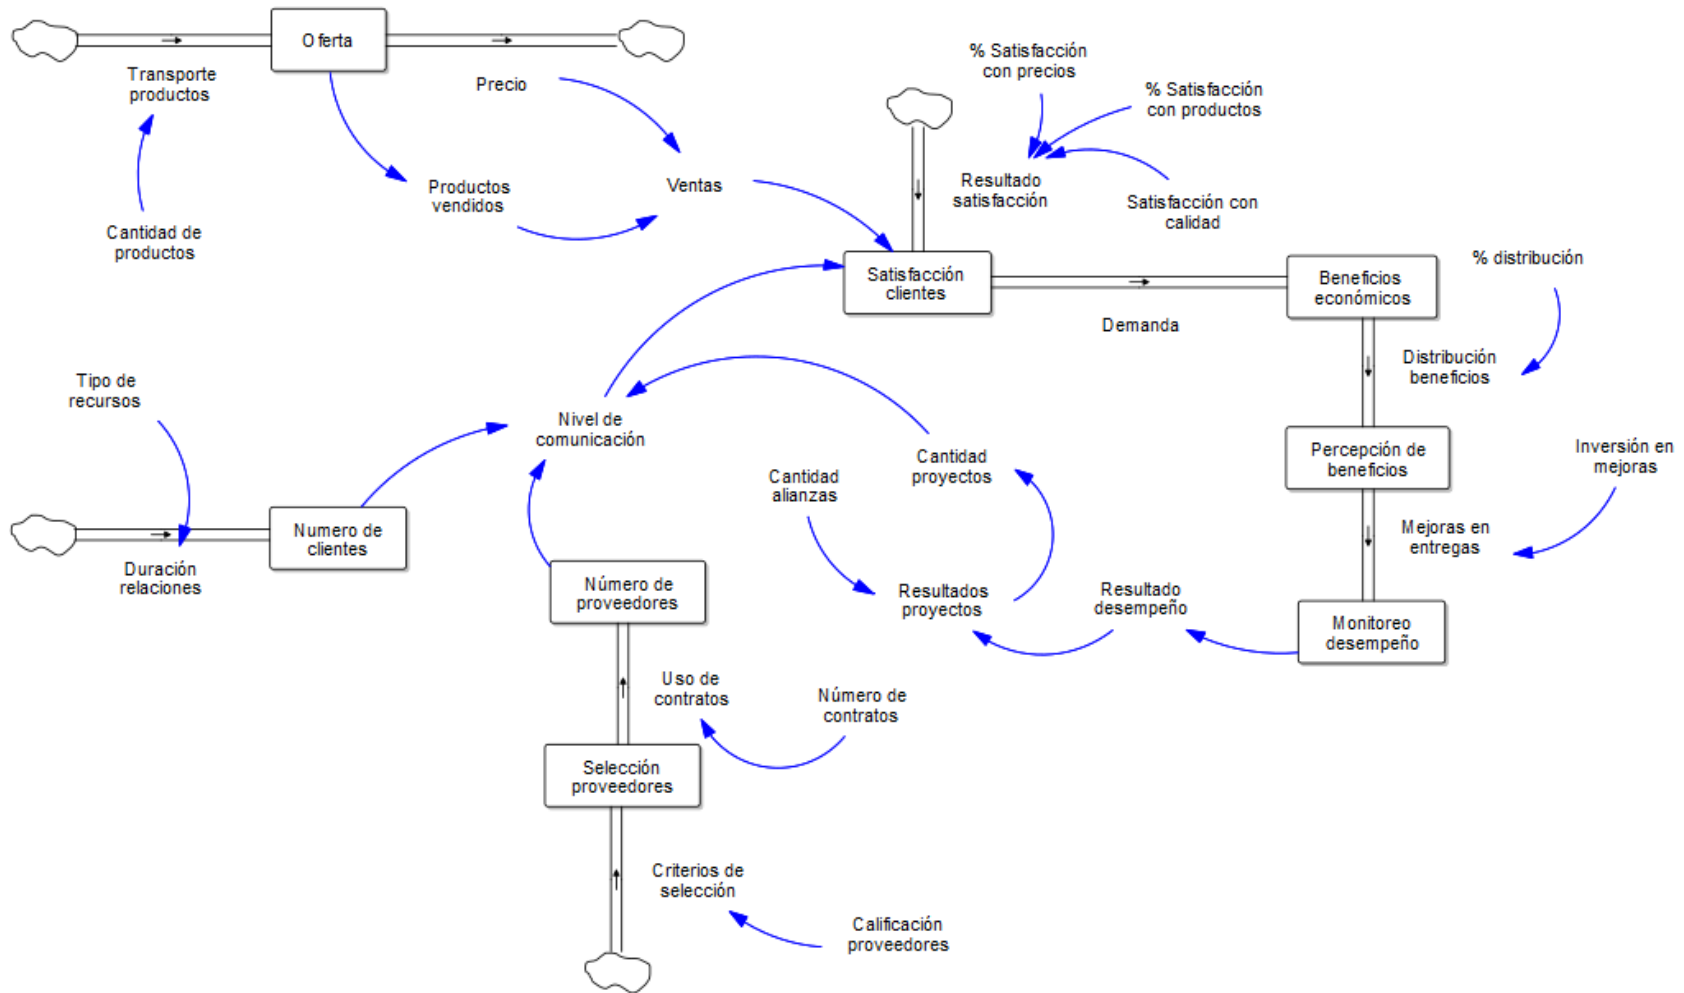 Oferta
Transporte
productos
Precio
% Satisfacción
con precios
% Satisfacción
con productos
Productos
vendidos
Ventas
Resultado
satisfacción
Satisfacción con
calidad
Cantidad de
productos
Satisfacción
clientes
Beneficios
económicos
% distribución
Demanda
Distribución
beneficios
Tipo de
recursos
Nivel de
comunicación
Cantidad
proyectos
Percepción de
beneficios
Inversión en
mejoras
Cantidad
alianzas
Numero de
clientes
Mejoras en
entregas
Duración
relaciones
Número de
proveedores
Resultados
proyectos
Resultado
desempeño
Monitoreo
desempeño
Uso de
contratos
Número de
contratos
Selección
proveedores
Criterios de
selección
Calificación
proveedores